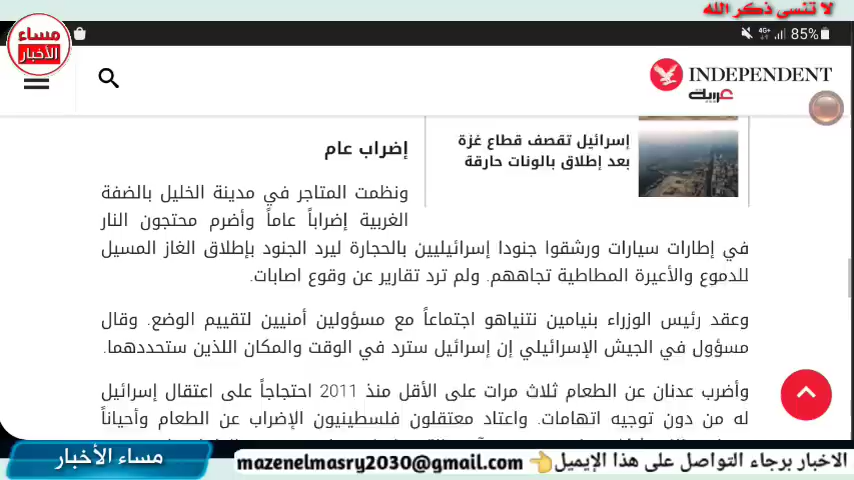 لا تنسى ذكر الله
مساء
الأخبار
4G+
85%
INDEPENDENT
عربية
إسرائيل تقصف قطاع غزة
بعد إطلاق بالونات حارقة
إضراب عام
ونظمت المتاجر في مدينة الخليل بالضفة
الغربية إضراباً عاماً وأضرم محتجون النار
في إطارات سيارات ورشقوا جنودا إسرائيليين بالحجارة ليرد الجنود بإطلاق الغاز المسيل
للدموع والأعيرة المطاطية تجاههم. ولم ترد تقارير عن وقوع اصابات.
وعقد رئيس الوزراء بنيامين نتنياهو اجتماعاً مع مسؤولين أمنيين لتقييم الوضع. وقال
مسؤول في الجيش الإسرائيلي إن إسرائيل سترد في الوقت والمكان اللذين ستحددهما.
وأضرب عدنان عن الطعام ثلاث مرات على الأقل منذ 2011 احتجاجاً على اعتقال إسرائيل
له من دون توجيه اتهامات. واعتاد معتقلون فلسطينيون الإضراب عن الطعام وأحياناً
مساء الأخبار
الاخبار برجاء التواصل على هذا الإيميل👈 mazenelmasry2030@gmail.com